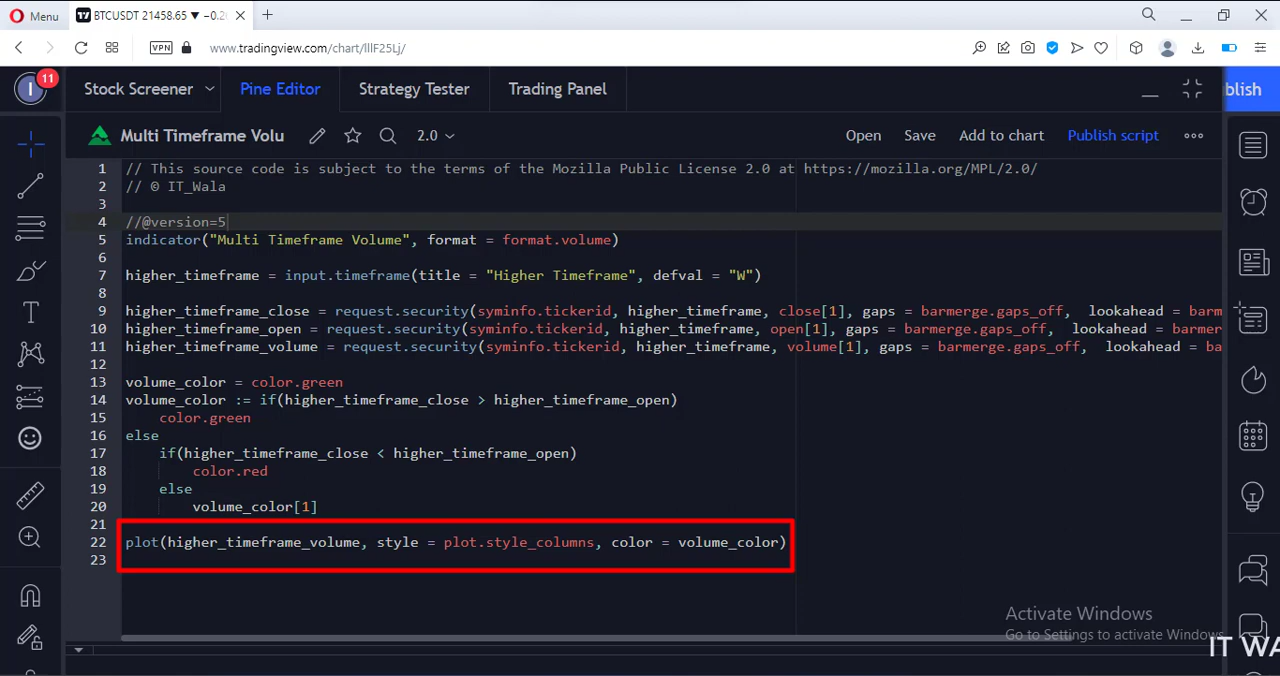 Menu
BTCUSDT 21458.65 ▼ −0.2
VPN
www.tradingview.com/chart/lllF25Lj/
11
I
Stock Screener
Pine Editor
Strategy Tester
Trading Panel
blish
Multi Timeframe Volu
2.0
Open
Save
Add to chart
Publish script
1 // This source code is subject to the terms of the Mozilla Public License 2.0 at https://mozilla.org/MPL/2.0/
2 // © IT_Wala
3
4 //@version=5
5 indicator("Multi Timeframe Volume", format = format.volume)
6
7 higher_timeframe = input.timeframe(title = "Higher Timeframe", defval = "W")
8
9 higher_timeframe_close = request.security(syminfo.tickerid, higher_timeframe, close[1], gaps = barmerge.gaps_off,  lookahead = barm
10 higher_timeframe_open = request.security(syminfo.tickerid, higher_timeframe, open[1], gaps = barmerge.gaps_off,  lookahead = barmer
11 higher_timeframe_volume = request.security(syminfo.tickerid, higher_timeframe, volume[1], gaps = barmerge.gaps_off,  lookahead = ba
12
13 volume_color = color.green
14 volume_color := if(higher_timeframe_close > higher_timeframe_open)
15     color.green
16 else
17     if(higher_timeframe_close < higher_timeframe_open)
18         color.red
19     else
20         volume_color[1]
21
22 plot(higher_timeframe_volume, style = plot.style_columns, color = volume_color)
23
Activate Windows
Go to Settings to activate Windows
IT WA